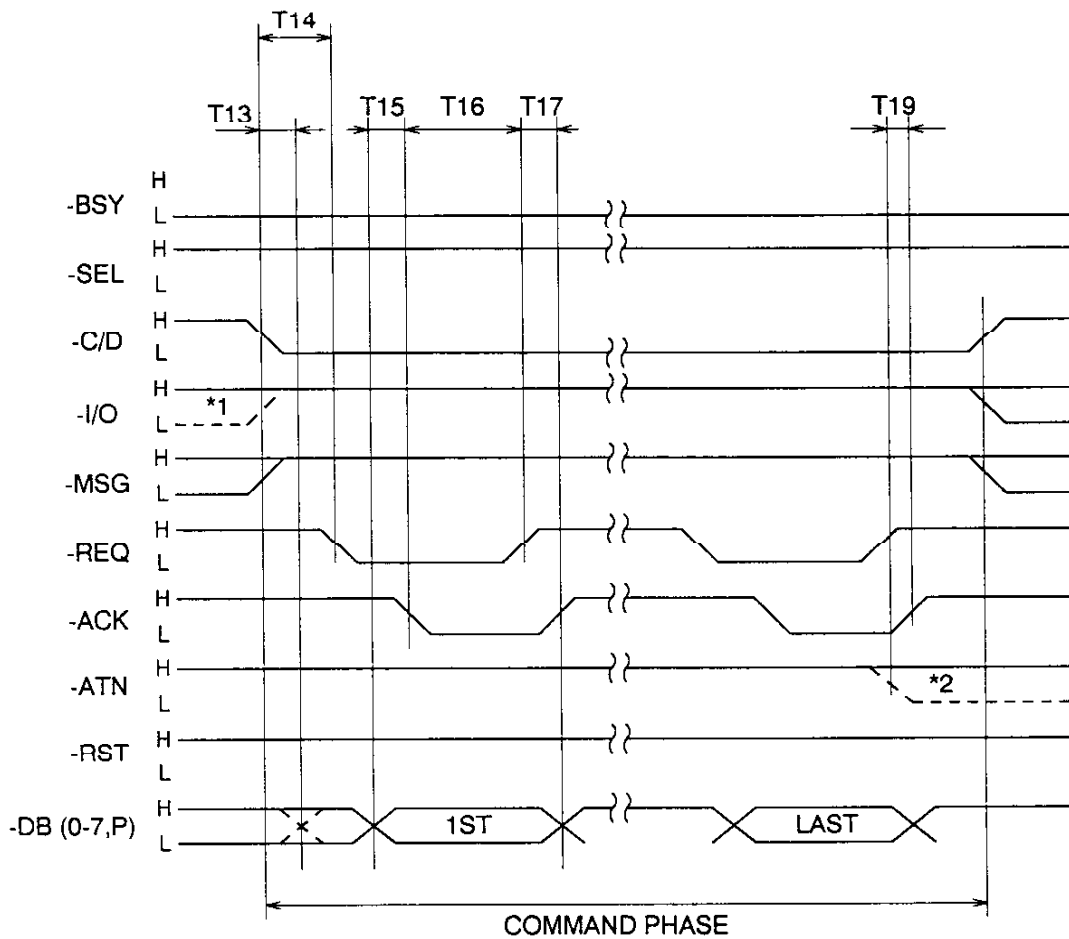 T14
T13 T15 T16 T17 T19
-BSY H L
-SEL H L
-C/D H L
-I/O H L *1
-MSG H L
-REQ H L
-ACK H L
-ATN H L *2
-RST H L
-DB (0-7,P) H L 1ST LAST
COMMAND PHASE